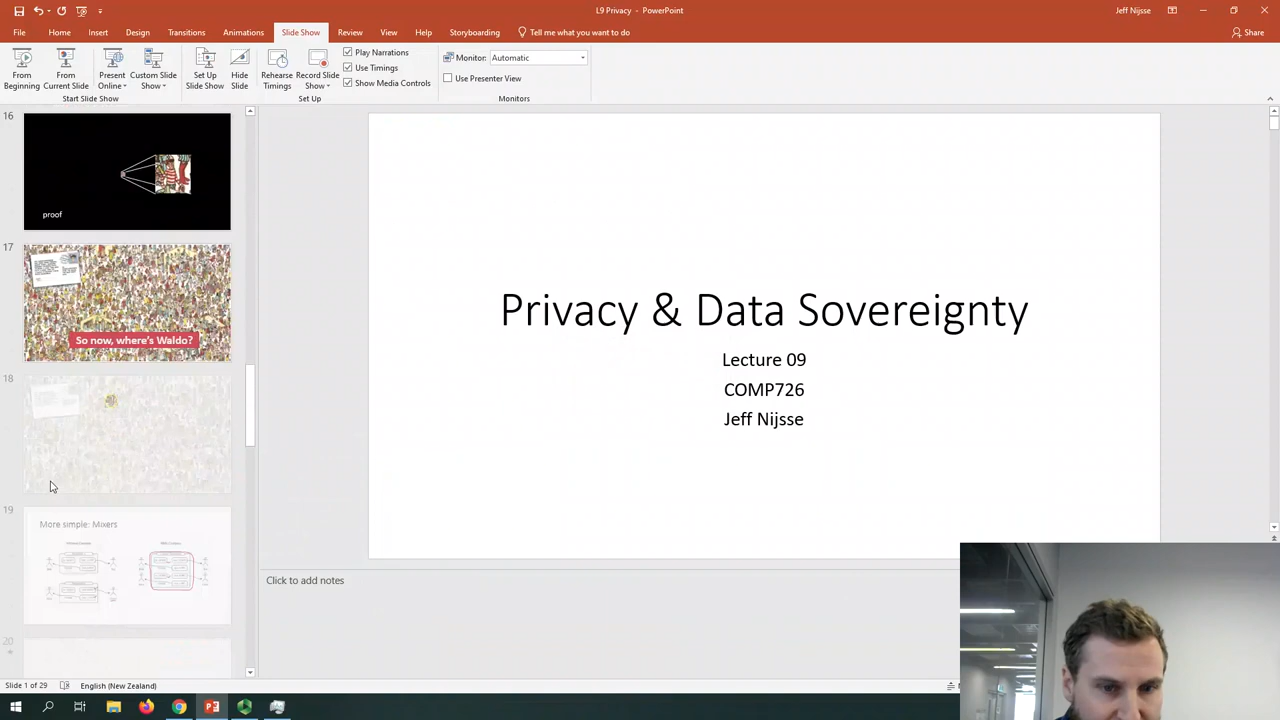 L9 Privacy - PowerPoint
Jeff Nijsse
File Home Insert Design Transitions Animations Slide Show Review View Help Storyboarding Tell me what you want to do
Share
From Beginning
From Current Slide
Present Online
Custom Slide Show
Set Up Slide Show
Hide Slide
Rehearse Timings
Record Slide Show
Play Narrations
Use Timings
Show Media Controls
Monitor: Automatic
Use Presenter View
Start Slide Show
Set Up
Monitors
16
proof
17
So now, where's Waldo?
18
19
More simple: Mixers
20
Privacy & Data Sovereignty
Lecture 09
COMP726
Jeff Nijsse
Click to add notes
Slide 1 of 29
English (New Zealand)